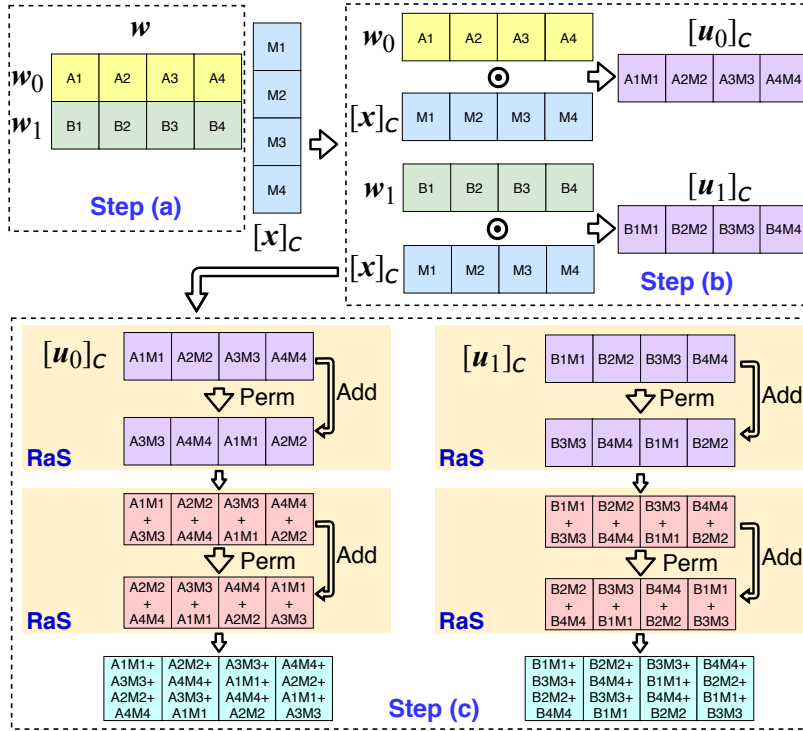 w
w0 A1 A2 A3 A4
w1 B1 B2 B3 B4
Step (a)
M1
M2
M3
M4
[x]C
w0 A1 A2 A3 A4
[x]C M1 M2 M3 M4
[u0]C
A1M1 A2M2 A3M3 A4M4
w1 B1 B2 B3 B4
[x]C M1 M2 M3 M4
[u1]C
B1M1 B2M2 B3M3 B4M4
Step (b)
[u0]C A1M1 A2M2 A3M3 A4M4
Perm Add
A3M3 A4M4 A1M1 A2M2
RaS
A1M1 A2M2 A3M3 A4M4
+ + + +
A3M3 A4M4 A1M1 A2M2
Perm Add
A2M2 A3M3 A4M4 A1M1
+ + + +
A4M4 A1M1 A2M2 A3M3
RaS
A1M1+ A2M2+ A3M3+ A4M4+
A3M3+ A4M4+ A1M1+ A2M2+
A2M2+ A3M3+ A4M4+ A1M1+
A4M4 A1M1 A2M2 A3M3
[u1]C B1M1 B2M2 B3M3 B4M4
Perm Add
B3M3 B4M4 B1M1 B2M2
RaS
B1M1 B2M2 B3M3 B4M4
+ + + +
B3M3 B4M4 B1M1 B2M2
Perm Add
B2M2 B3M3 B4M4 B1M1
+ + + +
B4M4 B1M1 B2M2 B3M3
RaS
B1M1+ B2M2+ B3M3+ B4M4+
B3M3+ B4M4+ B1M1+ B2M2+
B2M2+ B3M3+ B4M4+ B1M1+
B4M4 B1M1 B2M2 B3M3
Step (c)